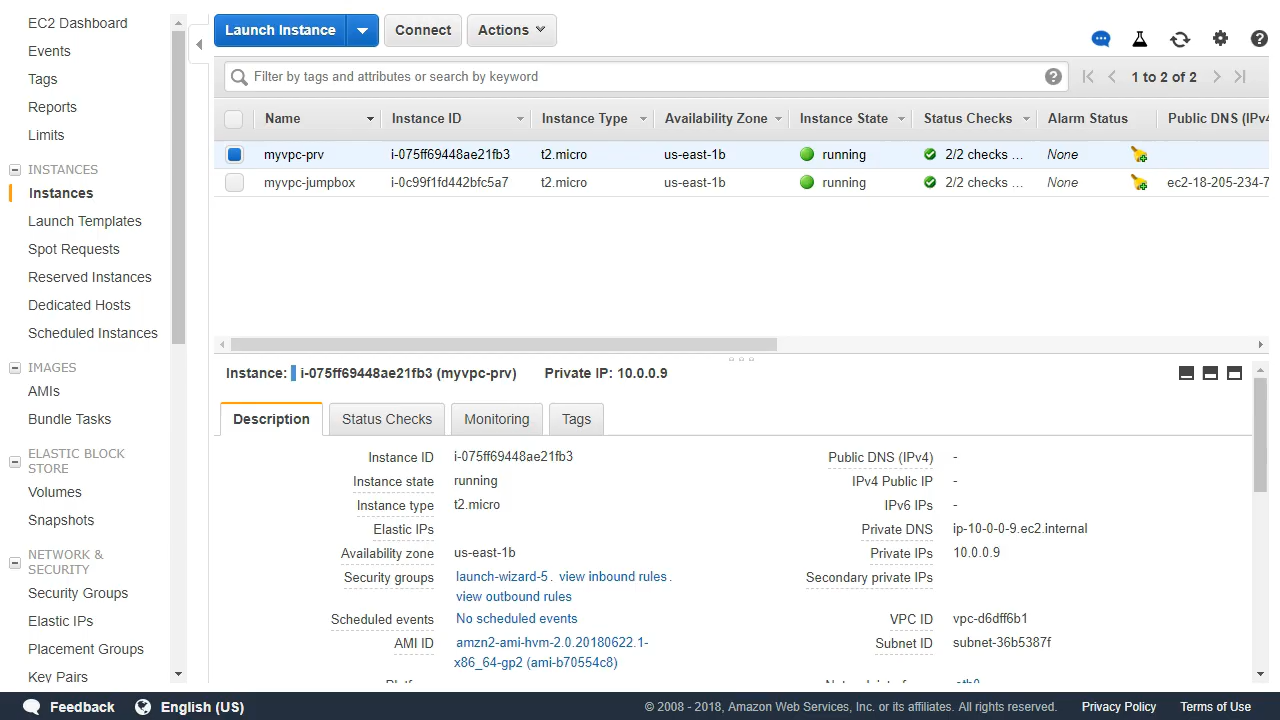 EC2 Dashboard
Events
Tags
Reports
Limits
INSTANCES
Instances
Launch Templates
Spot Requests
Reserved Instances
Dedicated Hosts
Scheduled Instances
IMAGES
AMIs
Bundle Tasks
ELASTIC BLOCK
STORE
Volumes
Snapshots
NETWORK &
SECURITY
Security Groups
Elastic IPs
Placement Groups
Key Pairs
Launch Instance Connect Actions
Filter by tags and attributes or search by keyword 1 to 2 of 2
Name Instance ID Instance Type Availability Zone Instance State Status Checks Alarm Status Public DNS (IPv4
myvpc-prv i-075ff69448ae21fb3 t2.micro us-east-1b running 2/2 checks ... None
myvpc-jumpbox i-0c99f1fd442bfc5a7 t2.micro us-east-1b running 2/2 checks ... None ec2-18-205-234-7
Instance: i-075ff69448ae21fb3 (myvpc-prv) Private IP: 10.0.0.9
Description Status Checks Monitoring Tags
Instance ID i-075ff69448ae21fb3 Public DNS (IPv4) -
Instance state running IPv4 Public IP -
Instance type t2.micro IPv6 IPs -
Elastic IPs Private DNS ip-10-0-0-9.ec2.internal
Availability zone us-east-1b Private IPs 10.0.0.9
Security groups launch-wizard-5. view inbound rules. Secondary private IPs
view outbound rules
Scheduled events No scheduled events VPC ID vpc-d6dff6b1
AMI ID amzn2-ami-hvm-2.0.20180622.1- Subnet ID subnet-36b5387f
x86_64-gp2 (ami-b70554c8)
eth0
Feedback English (US) © 2008 - 2018, Amazon Web Services, Inc. or its affiliates. All rights reserved. Privacy Policy Terms of Use